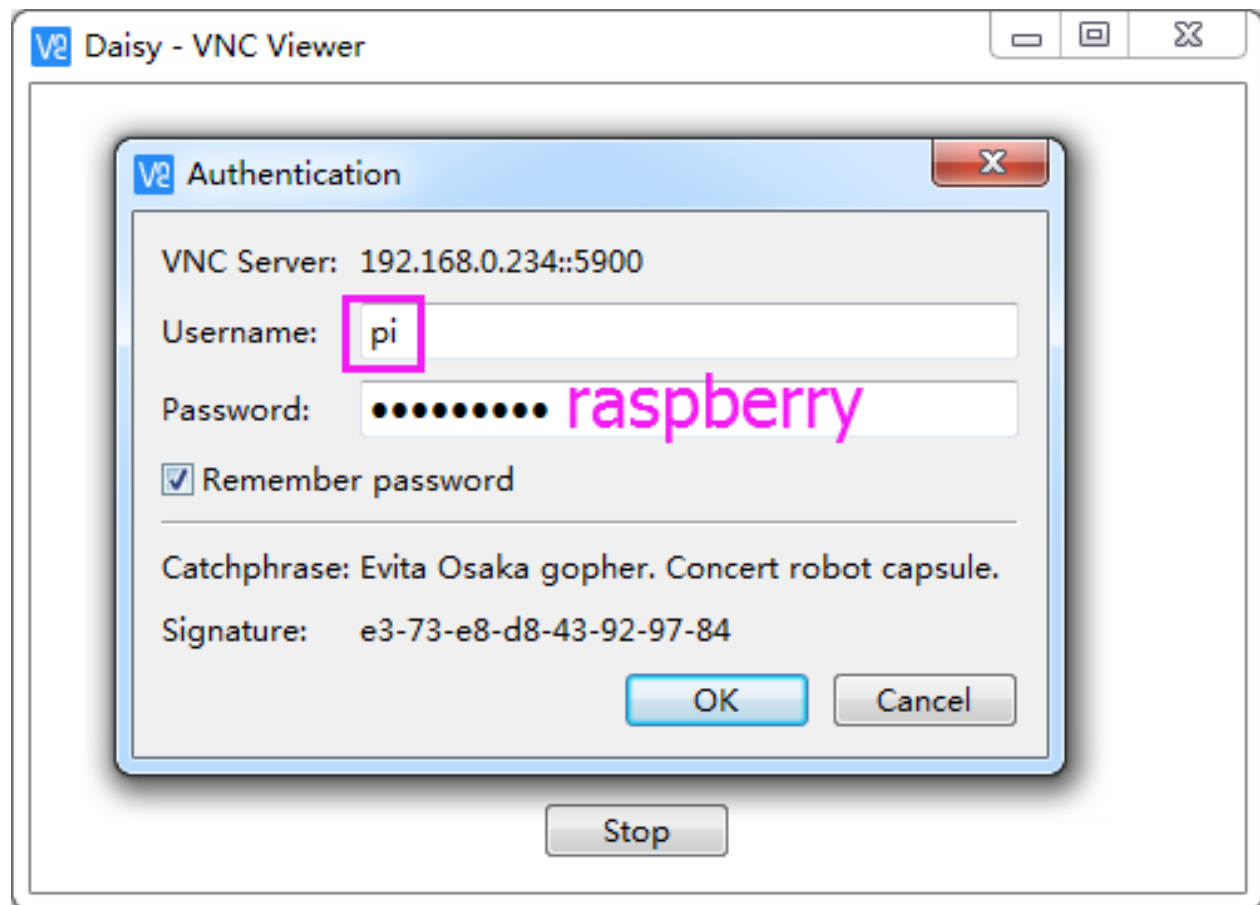 Daisy - VNC Viewer
Authentication
VNC Server: 192.168.0.234::5900
Username: pi
Password: ••••••••• raspberry
Remember password
Catchphrase: Evita Osaka gopher. Concert robot capsule.
Signature: e3-73-e8-d8-43-92-97-84
OK Cancel
Stop